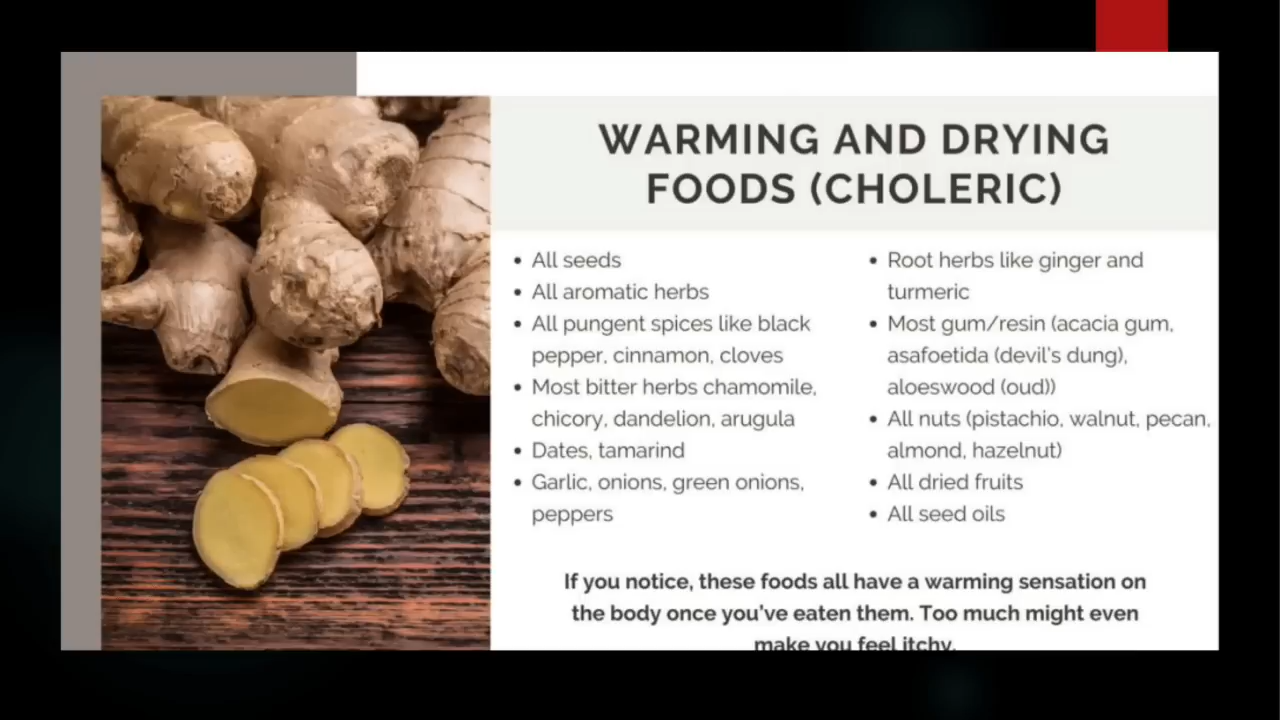 WARMING AND DRYING
FOODS (CHOLERIC)
• All seeds
• All aromatic herbs
• All pungent spices like black
pepper, cinnamon, cloves
• Most bitter herbs chamomile,
chicory, dandelion, arugula
• Dates, tamarind
• Garlic, onions, green onions,
peppers
• Root herbs like ginger and
turmeric
• Most gum/resin (acacia gum,
asafoetida (devil's dung),
aloeswood (oud))
• All nuts (pistachio, walnut, pecan,
almond, hazelnut)
• All dried fruits
• All seed oils
If you notice, these foods all have a warming sensation on
the body once you've eaten them. Too much might even
make you feel itchy.